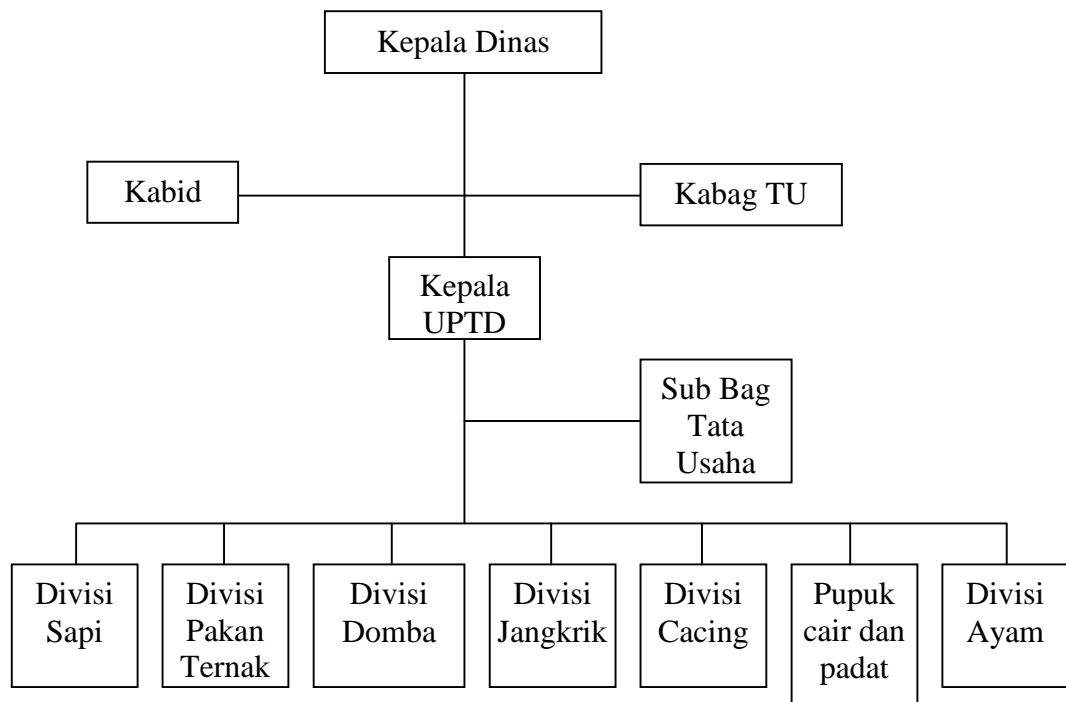 Kepala Dinas
Kabid
Kabag TU
Kepala
UPTD
Sub Bag
Tata
Usaha
Divisi
Sapi
Divisi
Pakan
Ternak
Divisi
Domba
Divisi
Jangkrik
Divisi
Cacing
Pupuk
cair dan
padat
Divisi
Ayam